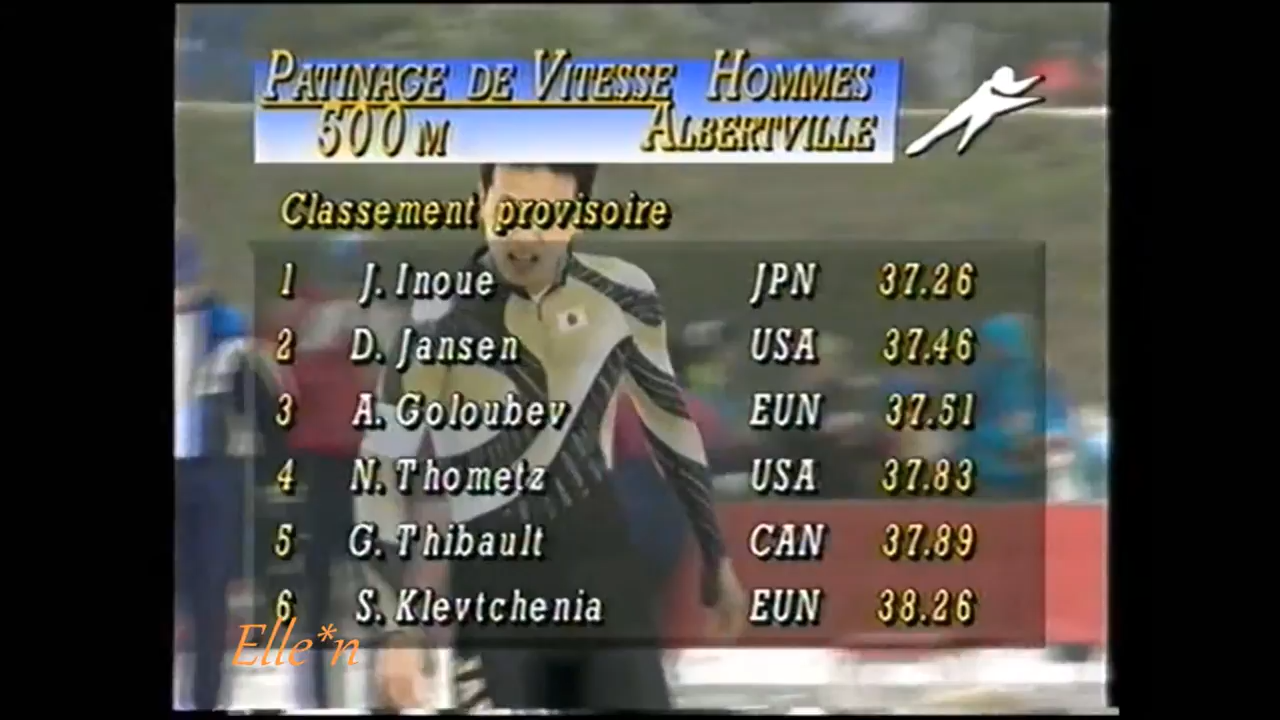 PATINAGE DE VITESSE HOMMES
500 M ALBERTVILLE
Classement provisoire
1 J. Inoue JPN 37.26
2 D. Jansen USA 37.46
3 A. Goloubev EUN 37.51
4 N. Thometz USA 37.83
5 G. Thibault CAN 37.89
6 S. Klevtchenia EUN 38.26
Elle*n